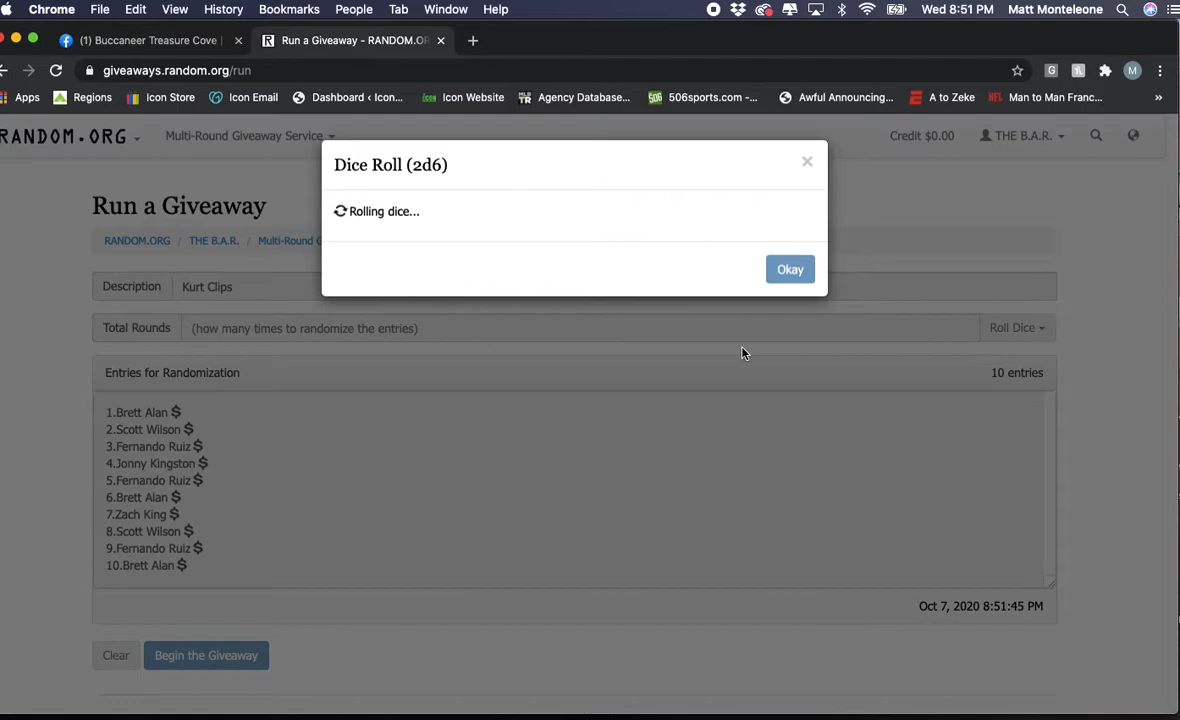 Chrome File Edit View History Bookmarks People Tab Window Help Wed 8:51 PM Matt Monteleone
(1) Buccaneer Treasure Cove
Run a Giveaway - RANDOM.OR
giveaways.random.org/run
Apps Regions Icon Store Icon Email Dashboard ‹ Icon... Icon Website Agency Database... 506sports.com -... Awful Announcing... A to Zeke Man to Man Franc... »
RANDOM.ORG Multi-Round Giveaway Service Credit $0.00 THE B.A.R.
Dice Roll (2d6) ×
Rolling dice...
Okay
Run a Giveaway
RANDOM.ORG / THE B.A.R. / Multi-Round G
Description Kurt Clips
Total Rounds (how many times to randomize the entries) Roll Dice
Entries for Randomization 10 entries
1.Brett Alan $
2.Scott Wilson $
3.Fernando Ruiz $
4.Jonny Kingston $
5.Fernando Ruiz $
6.Brett Alan $
7.Zach King $
8.Scott Wilson $
9.Fernando Ruiz $
10.Brett Alan $
Oct 7, 2020 8:51:45 PM
Clear Begin the Giveaway